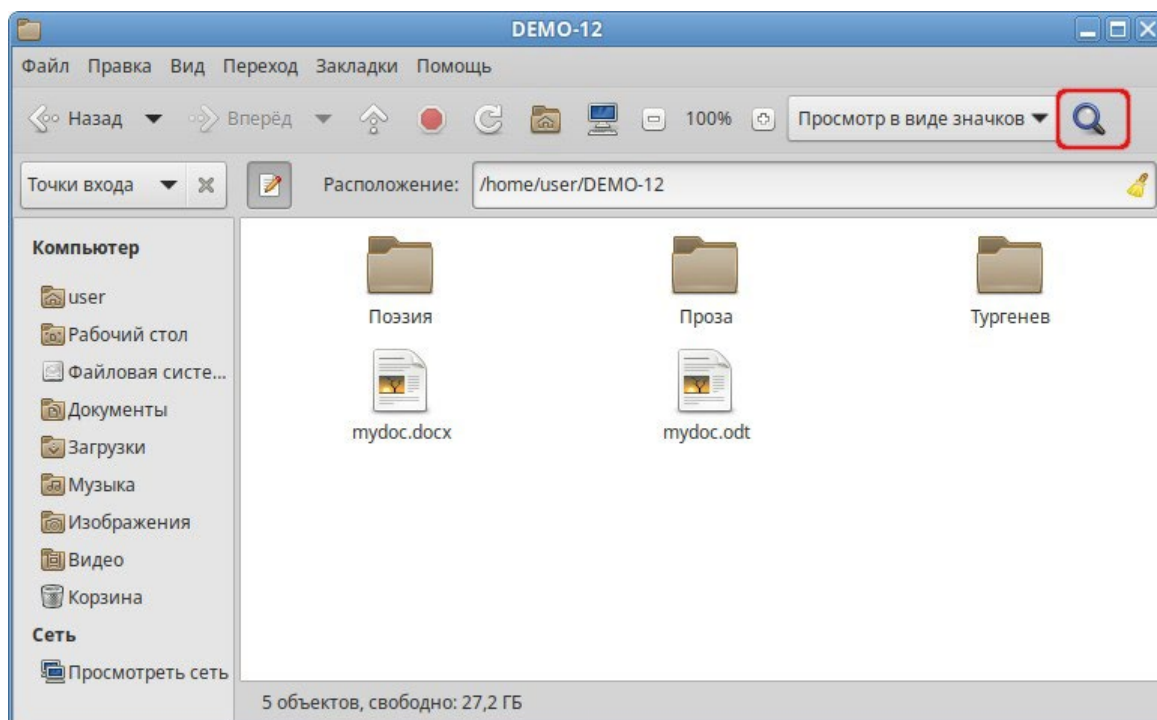 DEMO-12
Файл Правка Вид Переход Закладки Помощь
Назад Вперёд 100% Просмотр в виде значков
Точки входа Расположение: /home/user/DEMO-12
Компьютер
user
Рабочий стол
Файловая систе...
Документы
Загрузки
Музыка
Изображения
Видео
Корзина
Сеть
Просмотреть сеть
Поэзия Проза Тургенев
mydoc.docx mydoc.odt
5 объектов, свободно: 27,2 ГБ